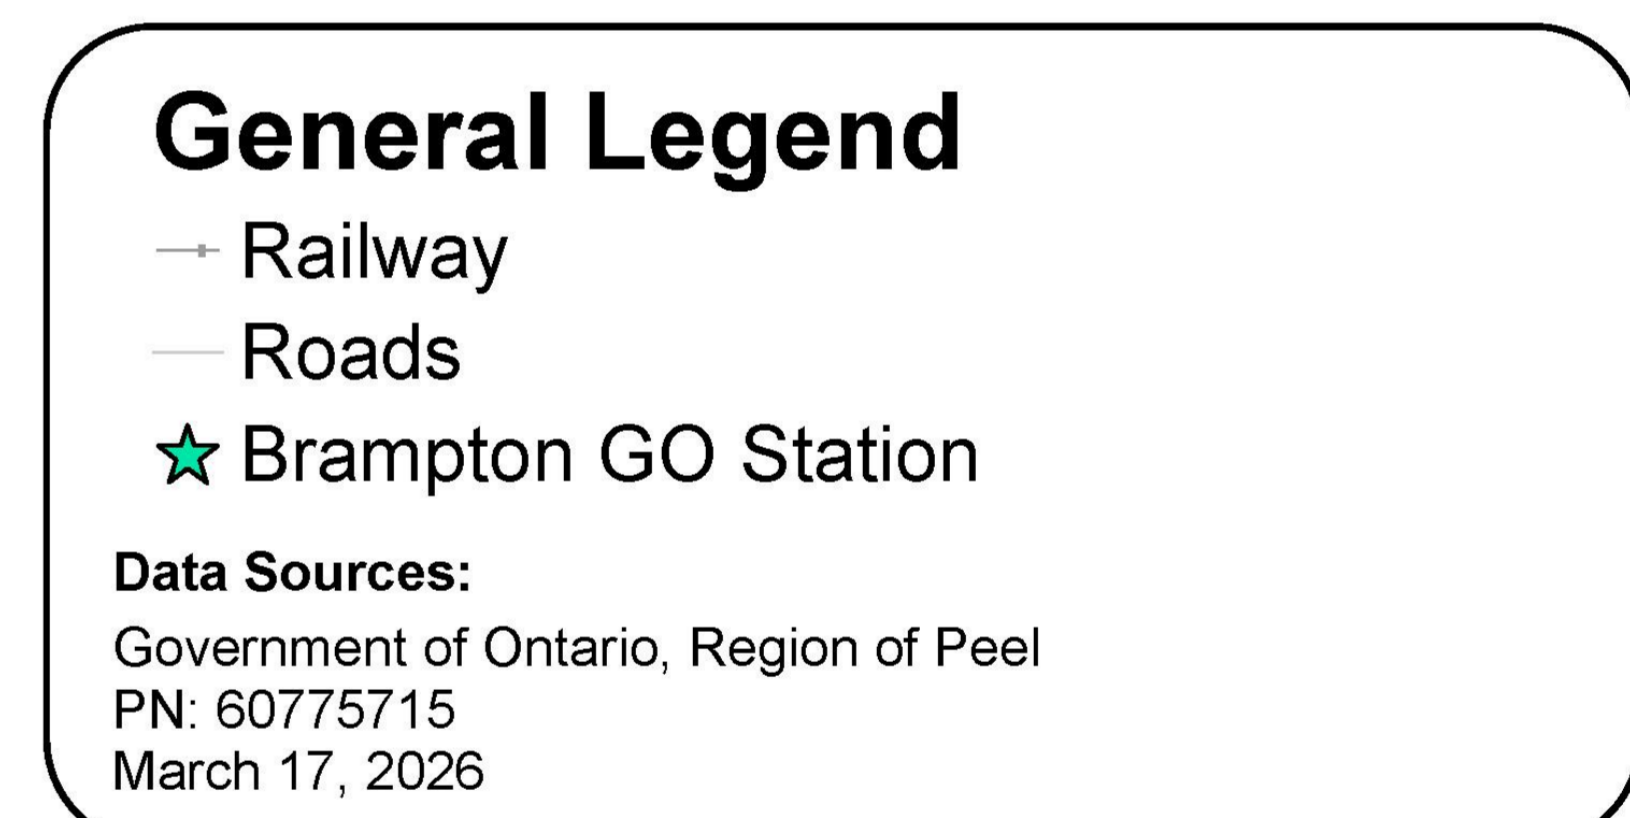 General Legend
Railway
Roads
Brampton GO Station
Data Sources:
Government of Ontario, Region of Peel
PN: 60775715
March 17, 2026